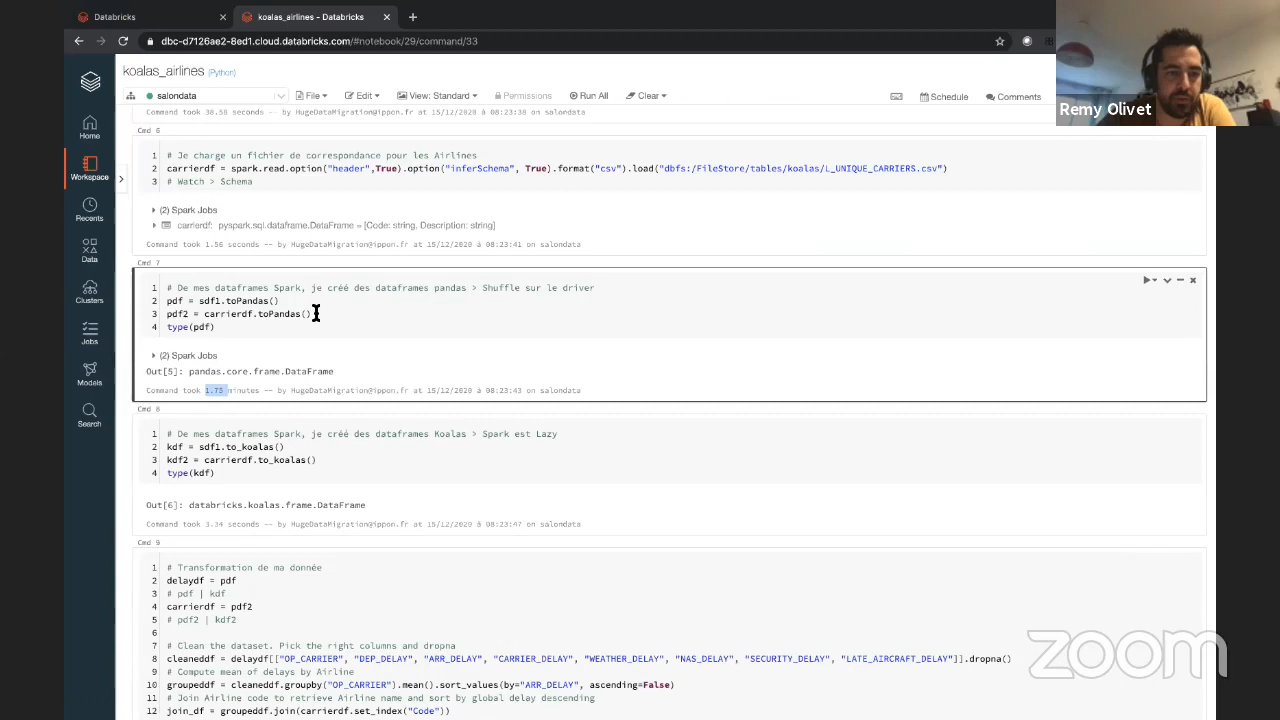 Databricks
koalas_airlines - Databricks
dbc-d7126ae2-8ed1.cloud.databricks.com/#notebook/29/command/33
Remy Olivet
koalas_airlines (Python)
salondata File Edit View: Standard Permissions Run All Clear Schedule Comments
Home
Workspace
Recents
Data
Clusters
Jobs
Models
Search
Command took 38.58 seconds -- by HugeDataMigration@ippon.fr at 15/12/2020 à 08:23:38 on salondata
Cmd 6
1 # Je charge un fichier de correspondance pour les Airlines
2 carrierdf = spark.read.option("header",True).option("inferSchema", True).format("csv").load("dbfs:/FileStore/tables/koalas/L_UNIQUE_CARRIERS.csv")
3 # Watch > Schema
(2) Spark Jobs
carrierdf: pyspark.sql.dataframe.DataFrame = [Code: string, Description: string]
Command took 1.56 seconds -- by HugeDataMigration@ippon.fr at 15/12/2020 à 08:23:41 on salondata
Cmd 7
1 # De mes dataframes Spark, je créé des dataframes pandas > Shuffle sur le driver
2 pdf = sdf1.toPandas()
3 pdf2 = carrierdf.toPandas()
4 type(pdf)
(2) Spark Jobs
Out[5]: pandas.core.frame.DataFrame
Command took 1.75 minutes -- by HugeDataMigration@ippon.fr at 15/12/2020 à 08:23:43 on salondata
Cmd 8
1 # De mes dataframes Spark, je créé des dataframes Koalas > Spark est Lazy
2 kdf = sdf1.to_koalas()
3 kdf2 = carrierdf.to_koalas()
4 type(kdf)
Out[6]: databricks.koalas.frame.DataFrame
Command took 3.34 seconds -- by HugeDataMigration@ippon.fr at 15/12/2020 à 08:23:47 on salondata
Cmd 9
1 # Transformation de ma donnée
2 delaydf = pdf
3 # pdf | kdf
4 carrierdf = pdf2
5 # pdf2 | kdf2
6
7 # Clean the dataset. Pick the right columns and dropna
8 cleaneddf = delaydf[["OP_CARRIER", "DEP_DELAY", "ARR_DELAY", "CARRIER_DELAY", "WEATHER_DELAY", "NAS_DELAY", "SECURITY_DELAY", "LATE_AIRCRAFT_DELAY"]].dropna()
9 # Compute mean of delays by Airline
10 groupeddf = cleaneddf.groupby("OP_CARRIER").mean().sort_values(by="ARR_DELAY", ascending=False)
11 # Join Airline code to retrieve Airline name and sort by global delay descending
12 join_df = groupeddf.join(carrierdf.set_index("Code"))
zoom